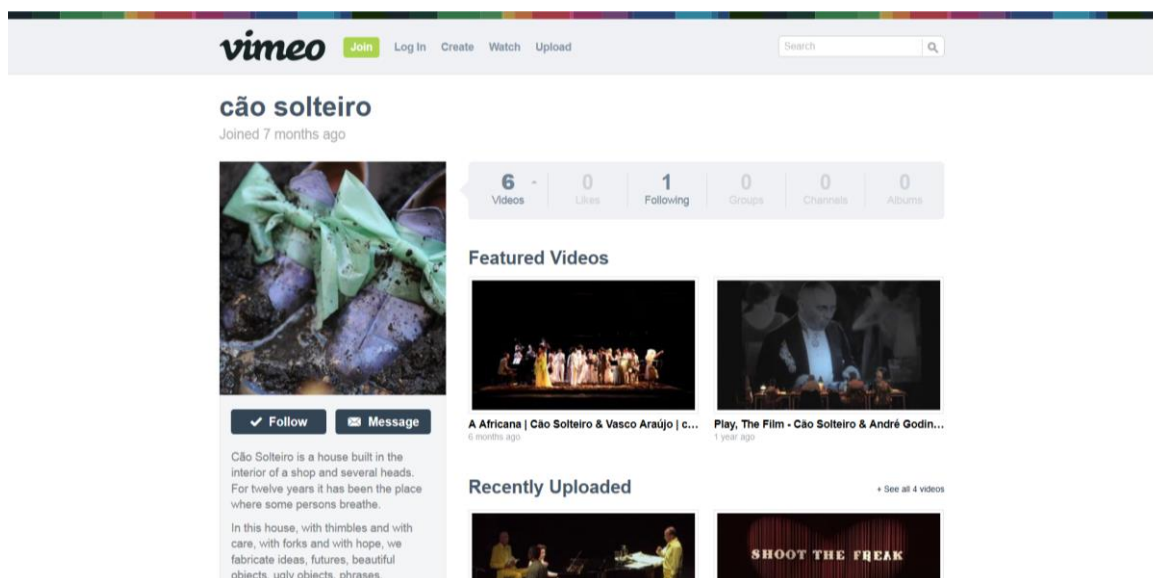 vimeo
Join Log In Create Watch Upload
Search
cão solteiro
Joined 7 months ago
6 0 1 0 0 0
Videos Likes Following Groups Channels Albums
Featured Videos
A Africana | Cão Solteiro & Vasco Araújo | c... Play, The Film - Cão Solteiro & André Godin...
6 months ago 1 year ago
Follow Message
Cão Solteiro is a house built in the
interior of a shop and several heads.
For twelve years it has been the place
where some persons breathe.
In this house, with thimbles and with
care, with forks and with hope, we
fabricate ideas, futures, beautiful
objects, ugly objects, phrases,
Recently Uploaded
+ See all 4 videos
SHOOT THE FREAK